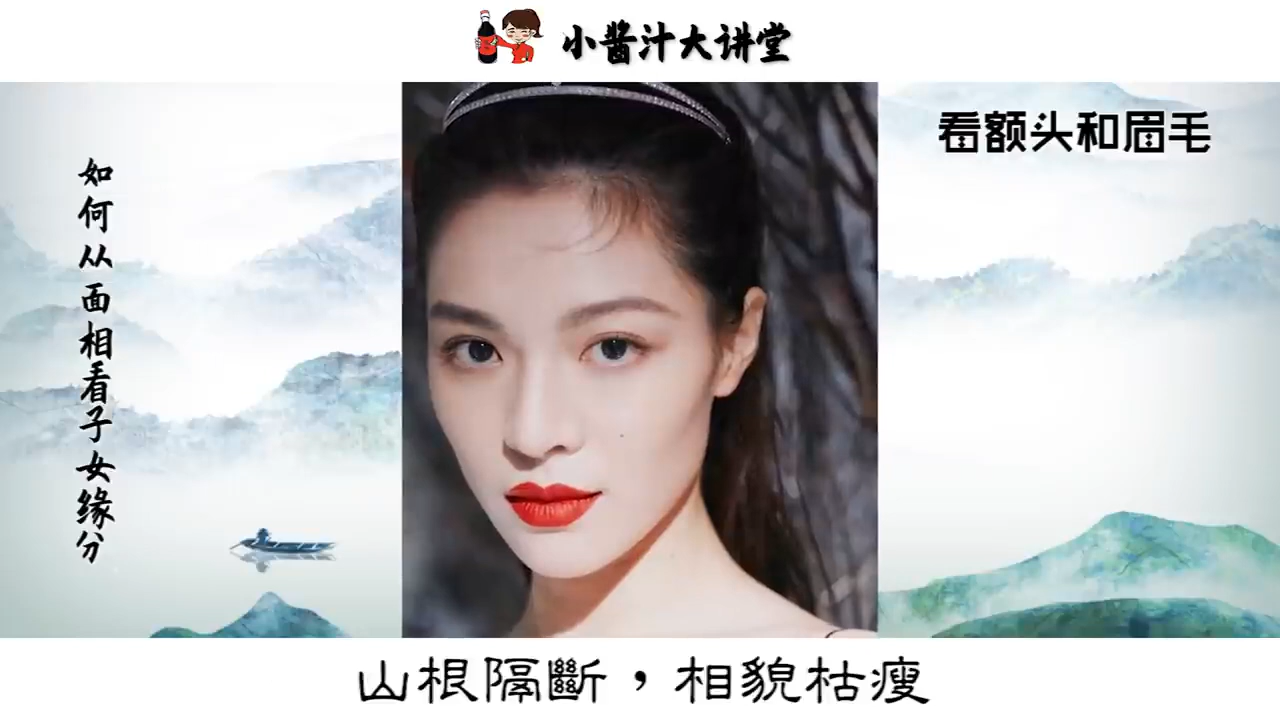 小酱汁大讲堂
看额头和眉毛
如何从面相看子女缘分
山根隔斷，相貌枯瘦